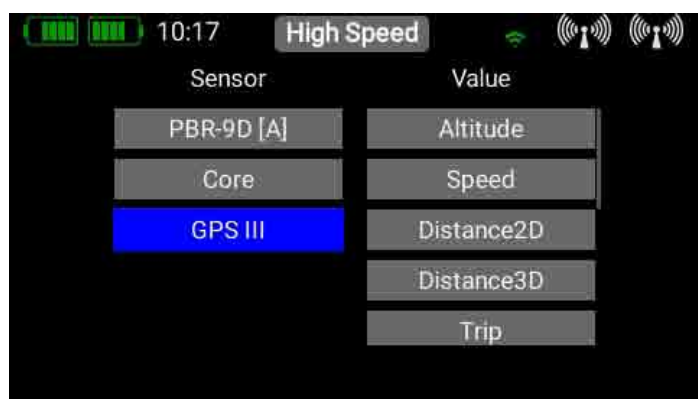 10:17 High Speed
Sensor Value
PBR-9D [A] Altitude
Core Speed
GPS III Distance2D
Distance3D
Trip